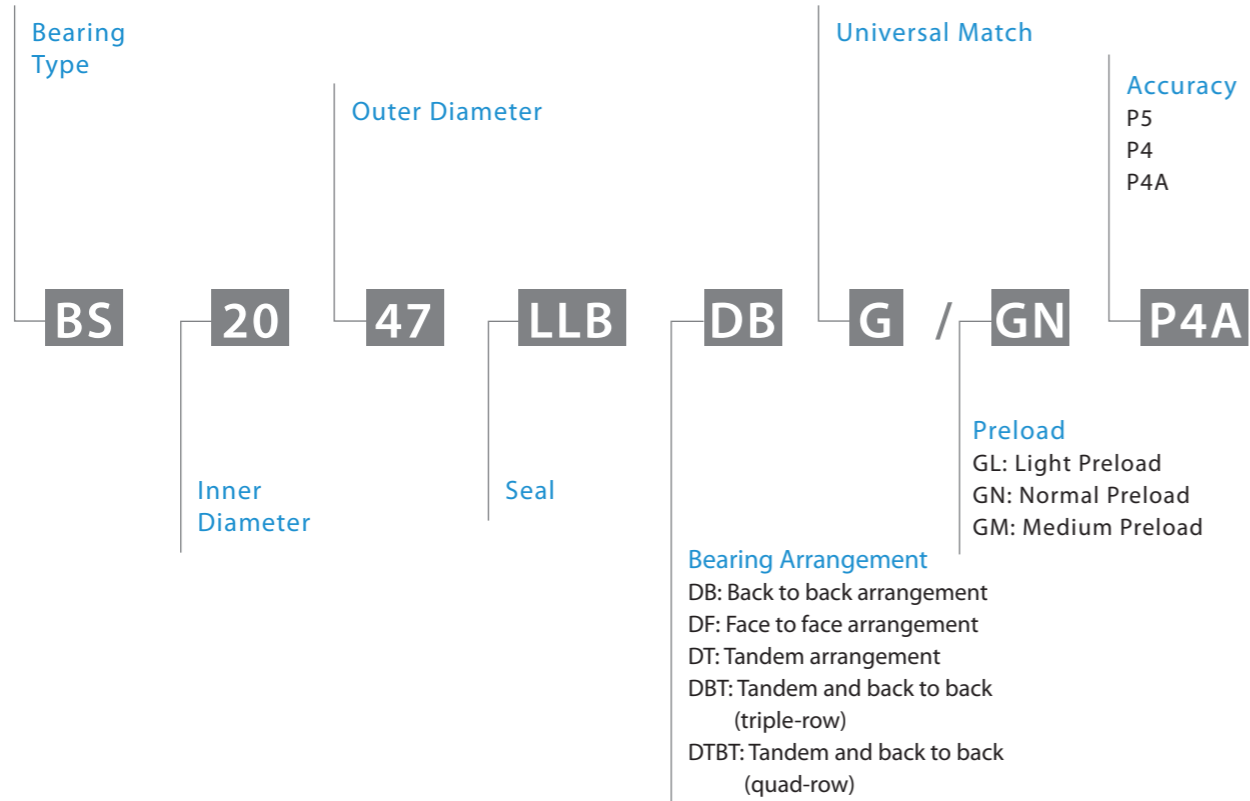 Bearing
Type
Universal Match
Accuracy
P5
P4
P4A
Outer Diameter
BS 20 47 LLB DB G / GN P4A
Inner
Diameter
Seal
Preload
GL: Light Preload
GN: Normal Preload
GM: Medium Preload
Bearing Arrangement
DB: Back to back arrangement
DF: Face to face arrangement
DT: Tandem arrangement
DBT: Tandem and back to back
(triple-row)
DTBT: Tandem and back to back
(quad-row)